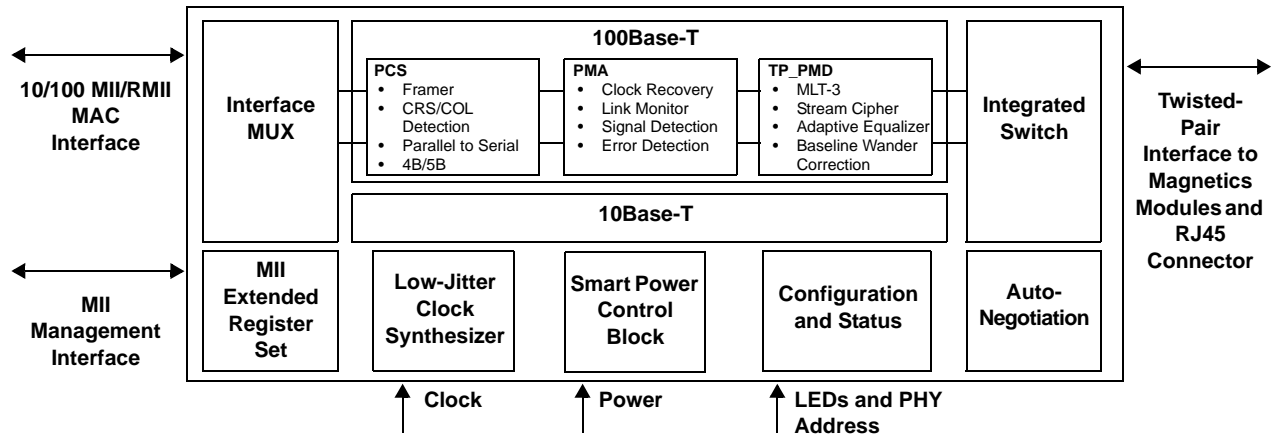 10/100 MII/RMII
MAC
Interface
MII
Management
Interface
Interface
MUX
100Base-T
PCS
• Framer
• CRS/COL
Detection
• Parallel to Serial
• 4B/5B
PMA
• Clock Recovery
• Link Monitor
• Signal Detection
• Error Detection
TP_PMD
• MLT-3
• Stream Cipher
• Adaptive Equalizer
• Baseline Wander
Correction
10Base-T
Integrated
Switch
Twisted-
Pair
Interface to
Magnetics
Modules and
RJ45
Connector
MII
Extended
Register
Set
Low-Jitter
Clock
Synthesizer
Smart Power
Control
Block
Configuration
and Status
Auto-
Negotiation
Clock
Power
LEDs and PHY
Address